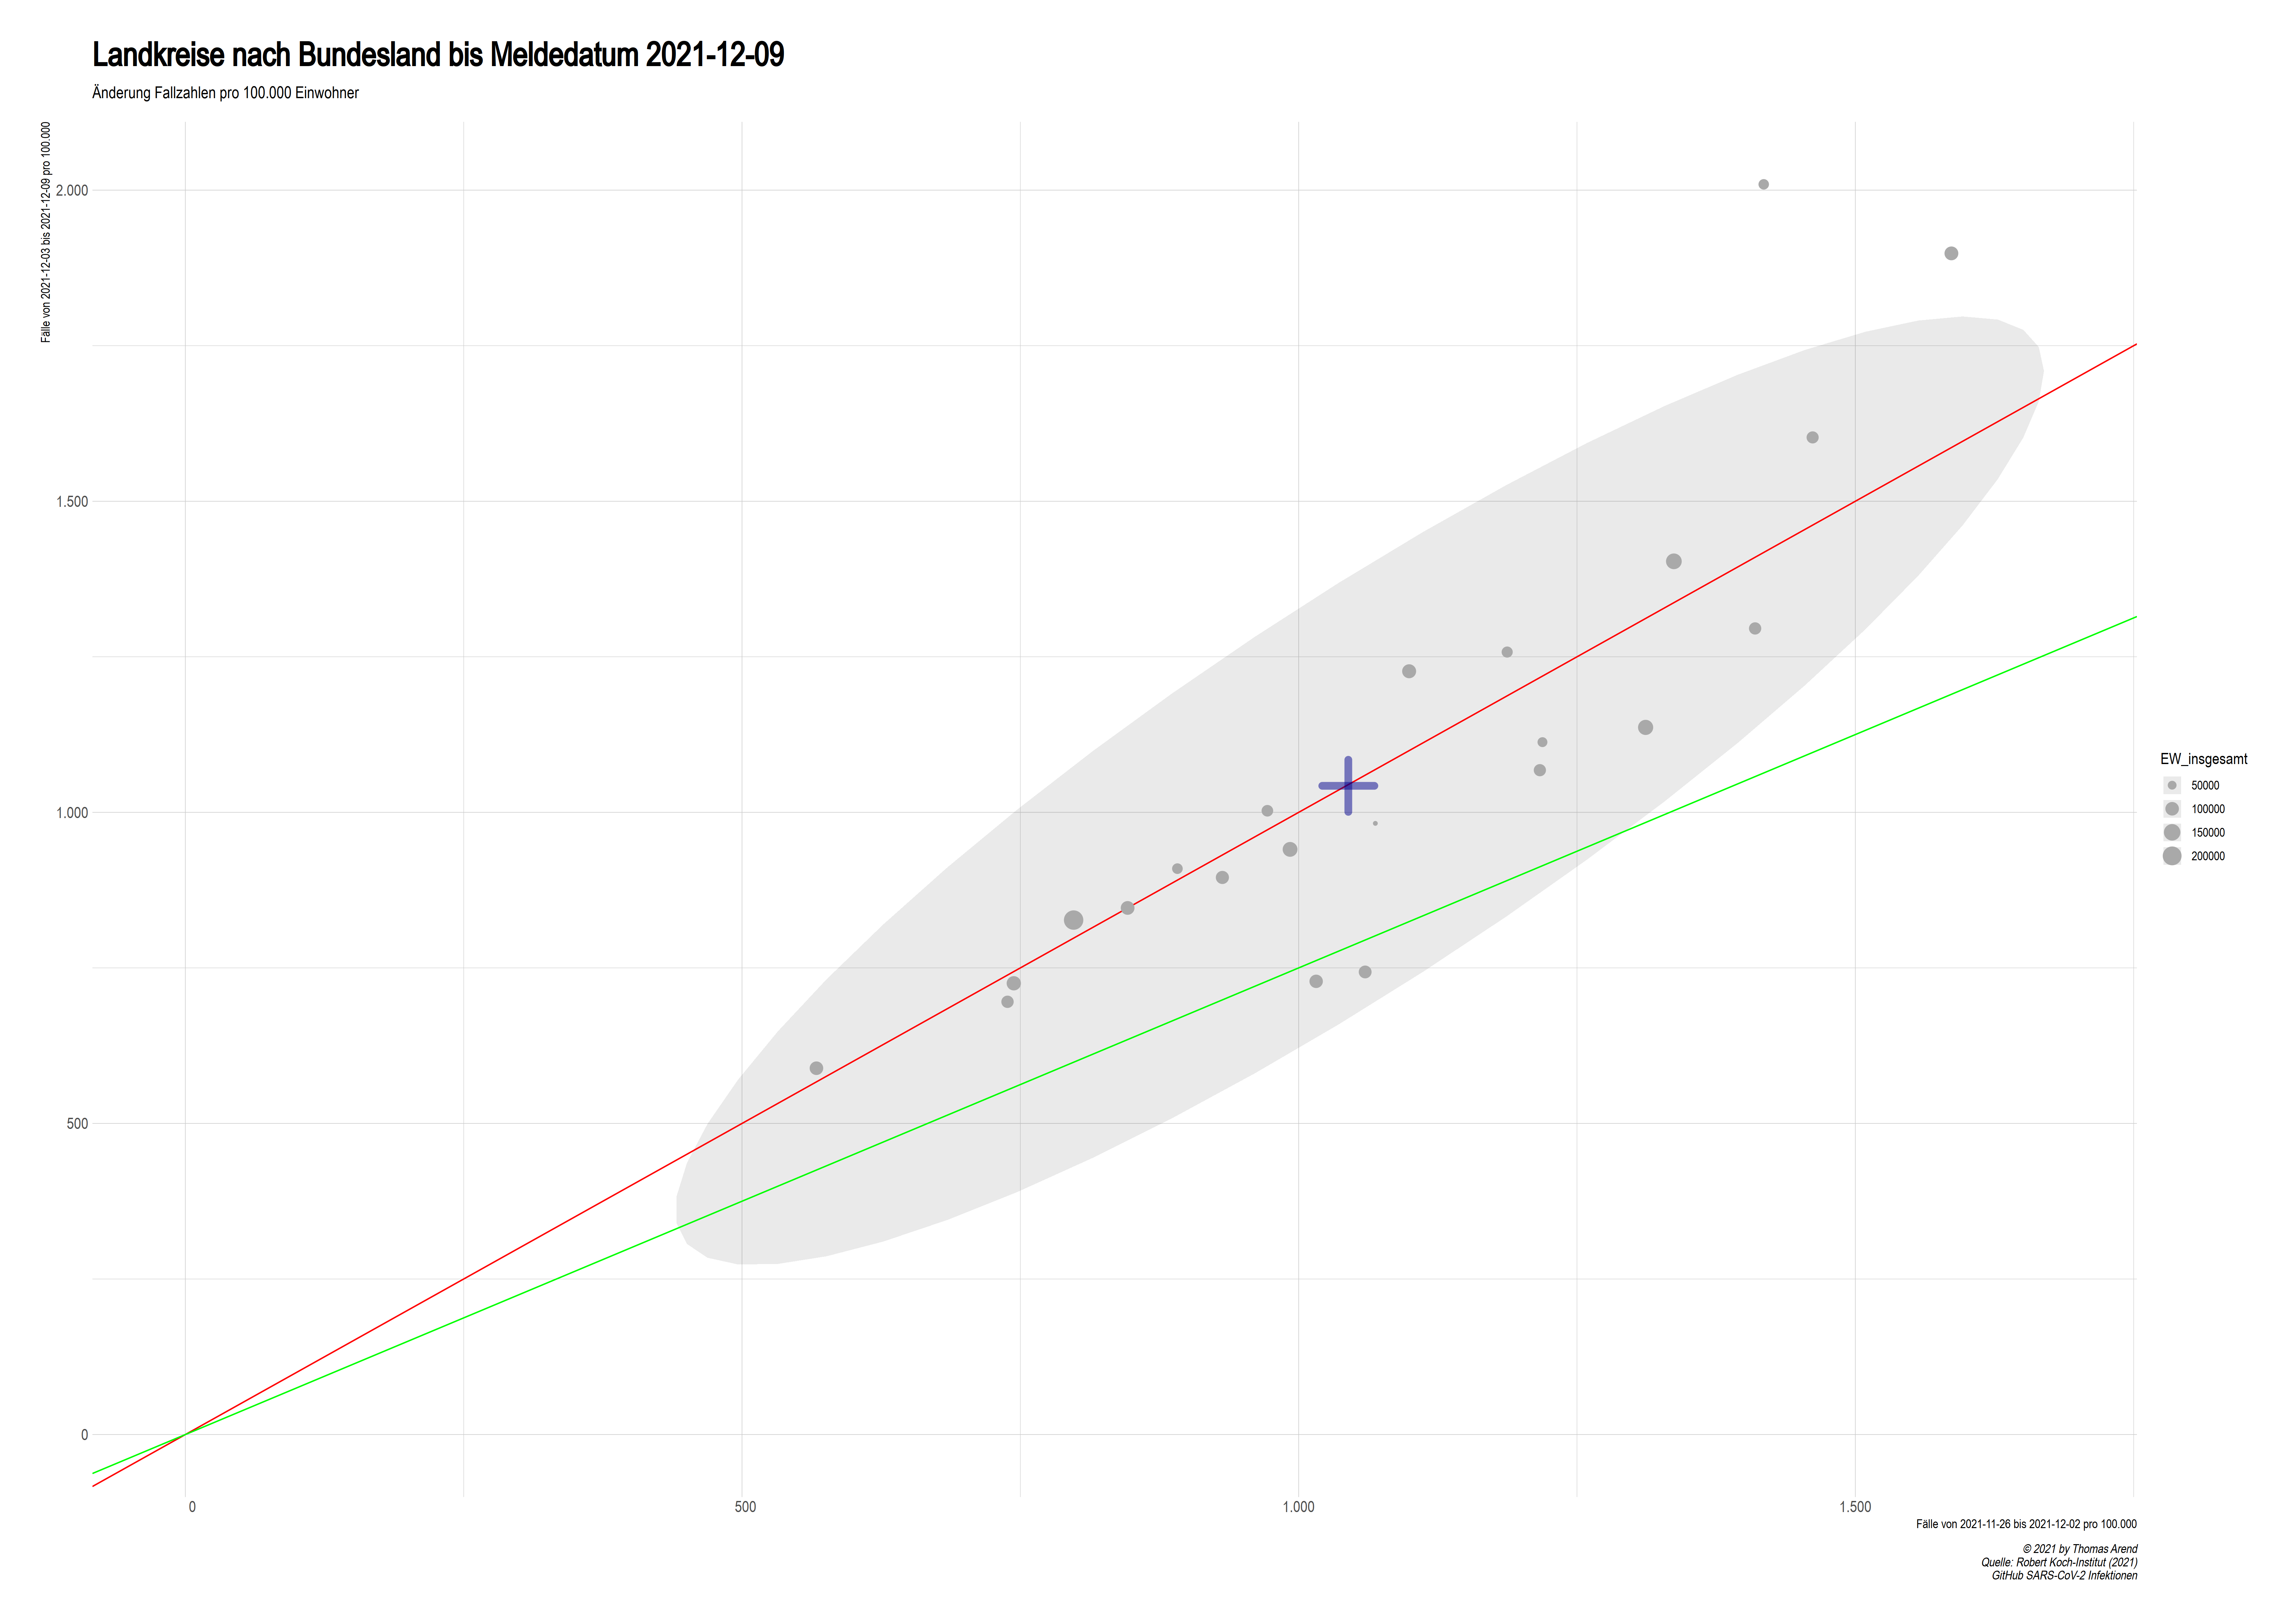 Landkreise nach Bundesland bis Meldedatum 2021-12-09
Änderung Fallzahlen pro 100.000 Einwohner
Fälle von 2021-12-03 bis 2021-12-09 pro 100.000
2.000
1.500
1.000
500
0
0
500
1.000
1.500
Fälle von 2021-11-26 bis 2021-12-02 pro 100.000
EW_insgesamt
50000
100000
150000
200000
© 2021 by Thomas Arend
Quelle: Robert Koch-Institut (2021)
GitHub SARS-CoV-2 Infektionen